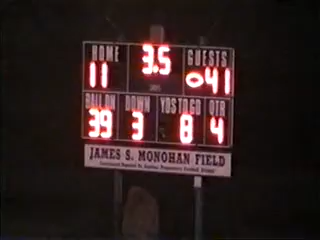 HOME 3.5 GUESTS
11 41
BALL ON DOWN YDS TO GO QTR
39 3 8 4
JAMES S. MONOHAN FIELD